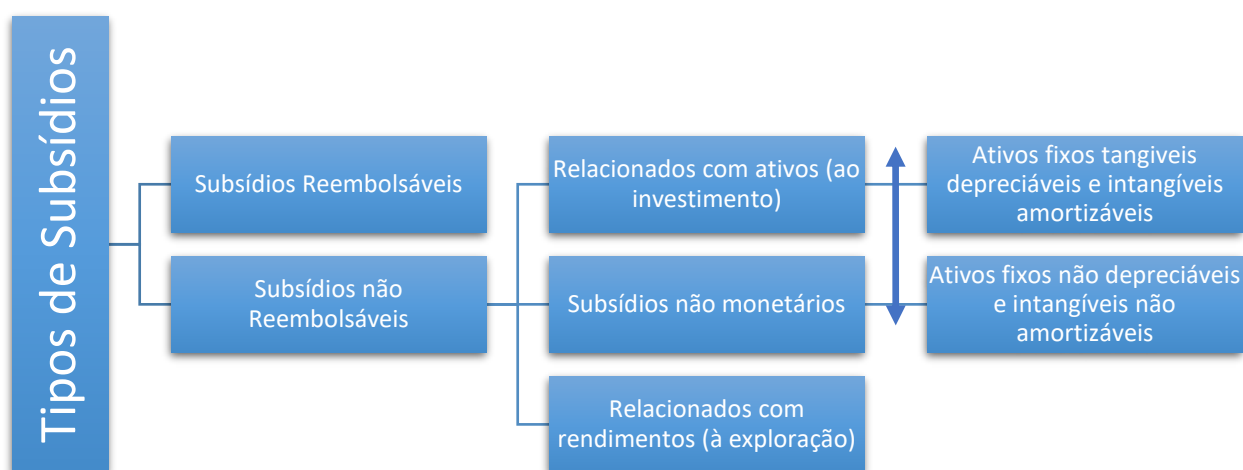 Tipos de Subsídios
Subsídios Reembolsáveis
Subsídios não
Reembolsáveis
Relacionados com ativos (ao
investimento)
Subsídios não monetários
Relacionados com
rendimentos (à exploração)
Ativos fixos tangiveis
depreciáveis e intangíveis
amortizáveis
Ativos fixos não depreciáveis
e intangíveis não
amortizáveis